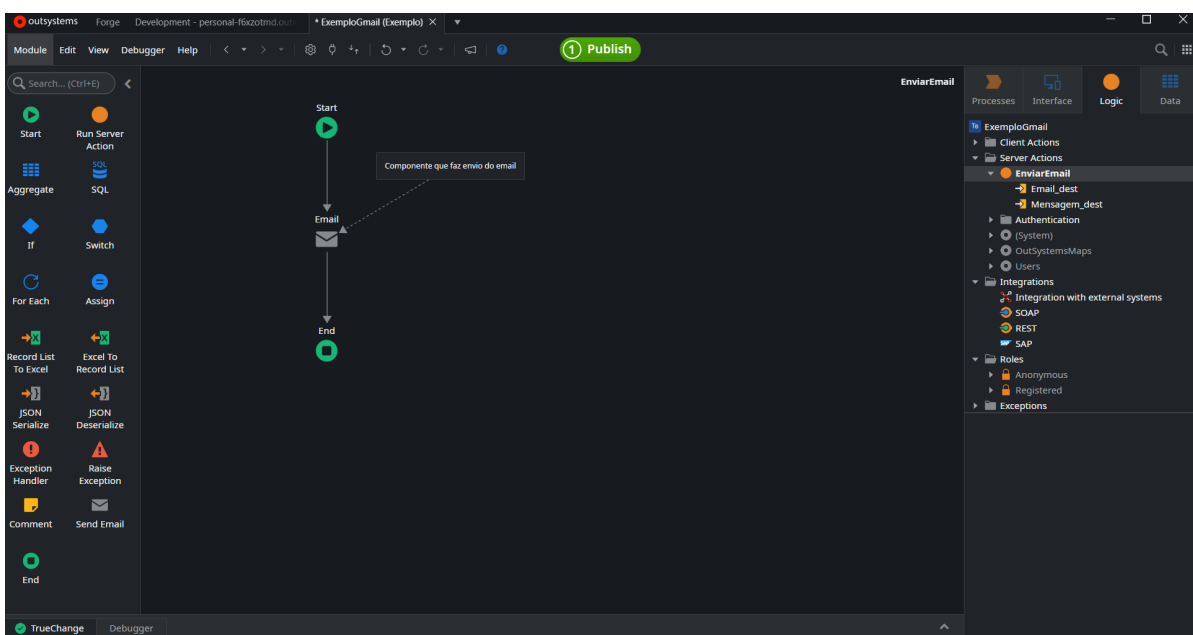 outsystems Forge Development - personal-f6xzotmd.outs * ExemploGmail (Exemplo)
Module Edit View Debugger Help 1 Publish
Search... (Ctrl+E)
Start
Run Server
Action
Aggregate
SQL
SQL
If
Switch
For Each
Assign
Record List
To Excel
Excel To
Record List
JSON
Serialize
JSON
Deserialize
Exception
Handler
Raise
Exception
Comment
Send Email
End
EnviarEmail
Start
Componente que faz envio do email
Email
End
Processes Interface Logic Data
ExemploGmail
Client Actions
Server Actions
EnviarEmail
Email_dest
Mensagem_dest
Authentication
(System)
OutSystemsMaps
Users
Integrations
Integration with external systems
SOAP
REST
SAP
Roles
Anonymous
Registered
Exceptions
TrueChange Debugger